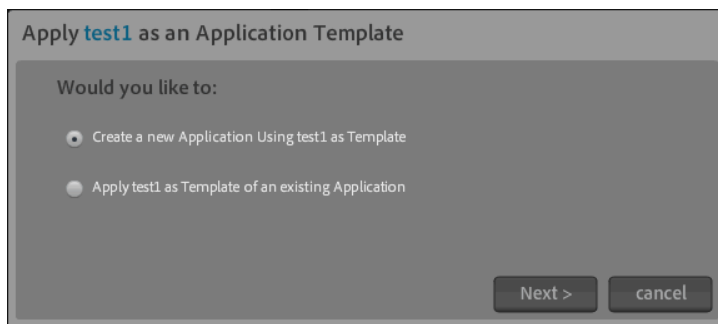 Apply test1 as an Application Template
Would you like to:
Create a new Application Using test1 as Template
Apply test1 as Template of an existing Application
Next > cancel